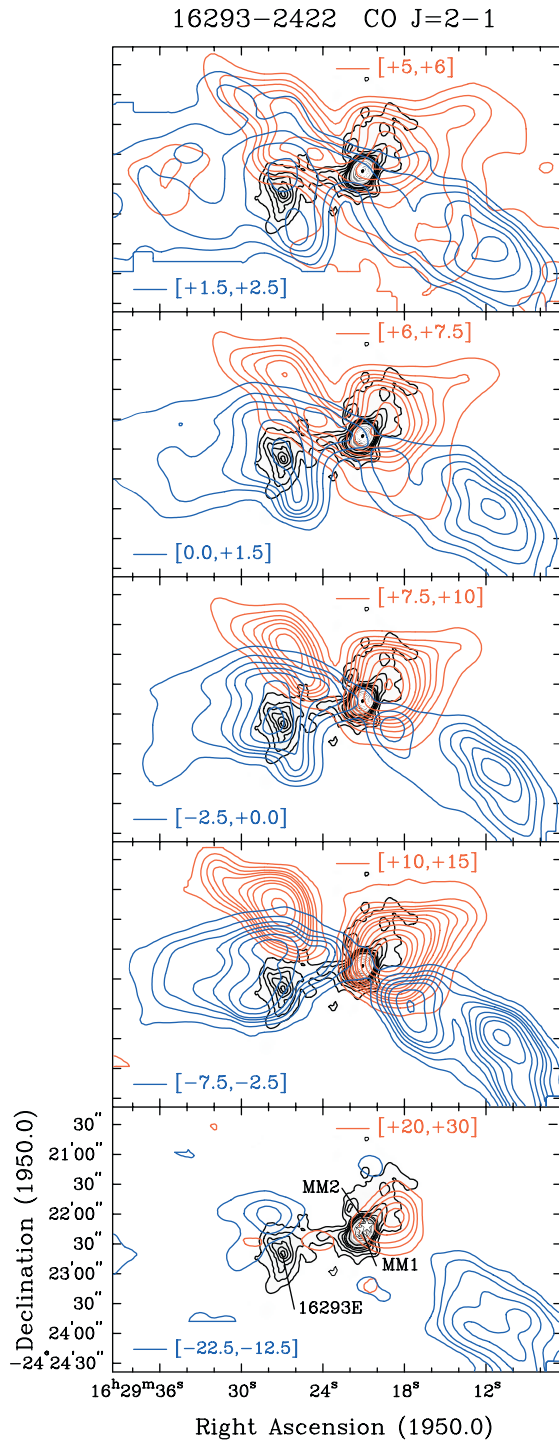 16293−2422 CO J=2−1
[+5,+6]
[+1.5,+2.5]
[+6,+7.5]
[0.0,+1.5]
[+7.5,+10]
[−2.5,+0.0]
[+10,+15]
[−7.5,−2.5]
[+20,+30]
30"
21'00"
MM2
30"
22'00"
30"
MM1
23'00"
30"
16293E
24'00"
[−22.5,−12.5]
−24°24'30"
Declination (1950.0)
16ʰ29ᵐ36ˢ 30ˢ 24ˢ 18ˢ 12ˢ
Right Ascension (1950.0)